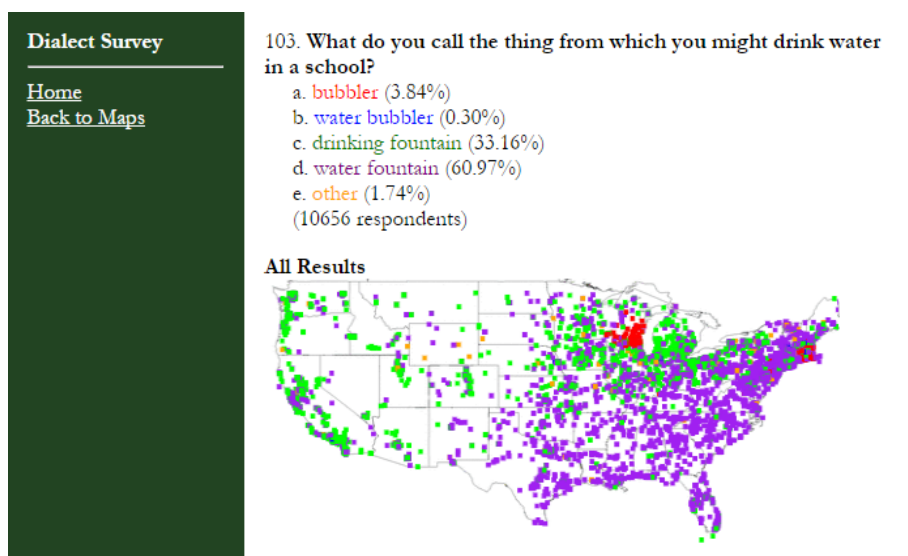 Dialect Survey
Home
Back to Maps
103. What do you call the thing from which you might drink water
in a school?
a. bubbler (3.84%)
b. water bubbler (0.30%)
c. drinking fountain (33.16%)
d. water fountain (60.97%)
e. other (1.74%)
(10656 respondents)
All Results